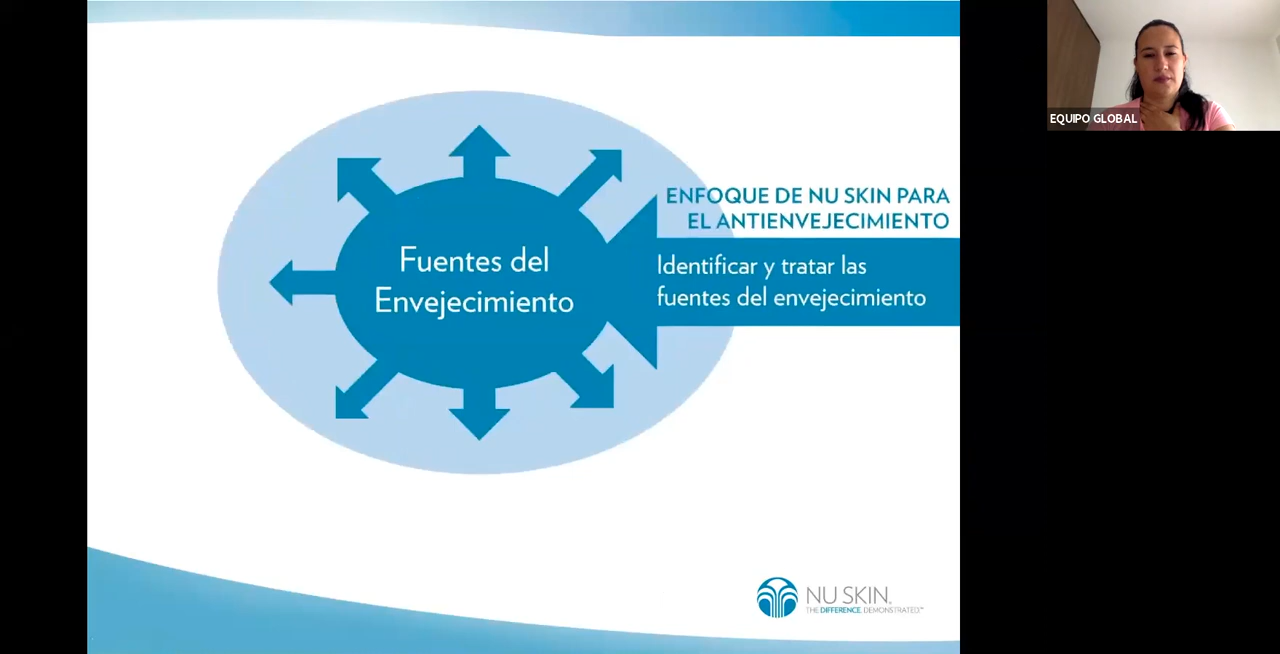 EQUIPO GLOBAL
ENFOQUE DE NU SKIN PARA
EL ANTIENVEJECIMIENTO
Fuentes del
Envejecimiento
Identificar y tratar las
fuentes del envejecimiento
NU SKIN®
THE DIFFERENCE. DEMONSTRATED.™